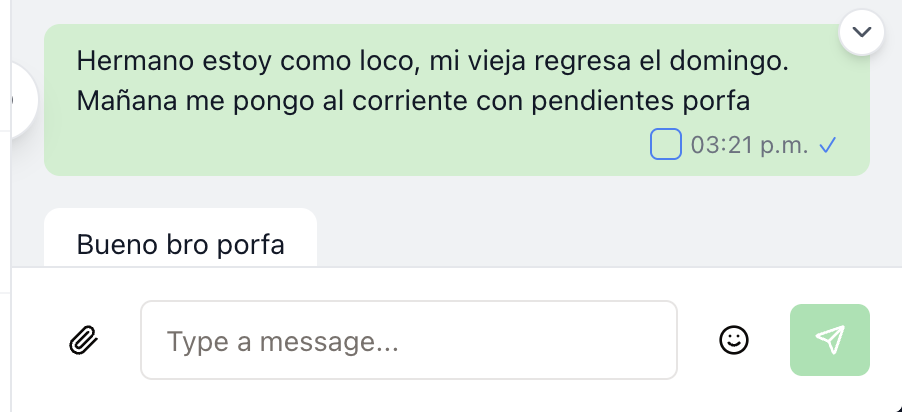 Hermano estoy como loco, mi vieja regresa el domingo.
Mañana me pongo al corriente con pendientes porfa
03:21 p.m.
Bueno bro porfa
Type a message...